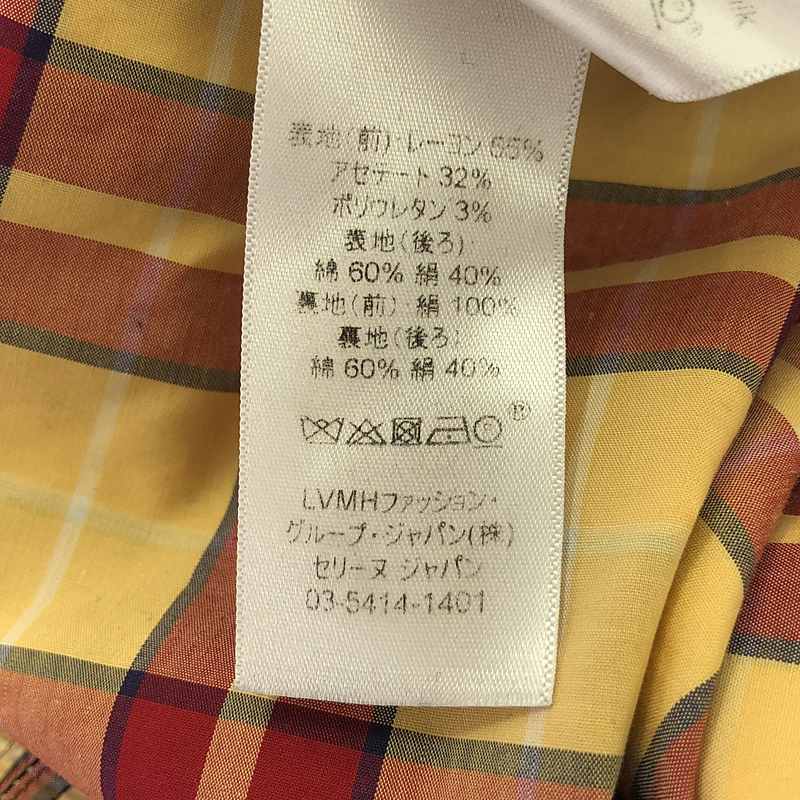 表地(前)・レーヨン 65%
アセテート 32%
ポリウレタン 3%
表地(後ろ)
綿 60% 絹 40%
裏地(前)・絹 100%
裏地(後ろ)
綿 60% 絹 40%
LVMHファッション・
グループ・ジャパン(株)
セリーヌ ジャパン
03-5414-1401